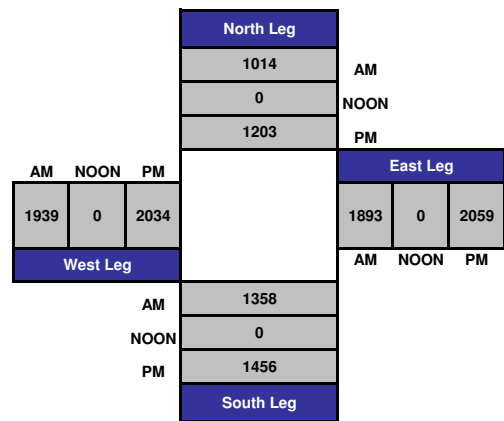 North Leg
1014 AM
0 NOON
1203 PM
AM NOON PM
East Leg
1939 0 2034
1893 0 2059
West Leg
AM NOON PM
AM 1358
NOON 0
PM 1456
South Leg